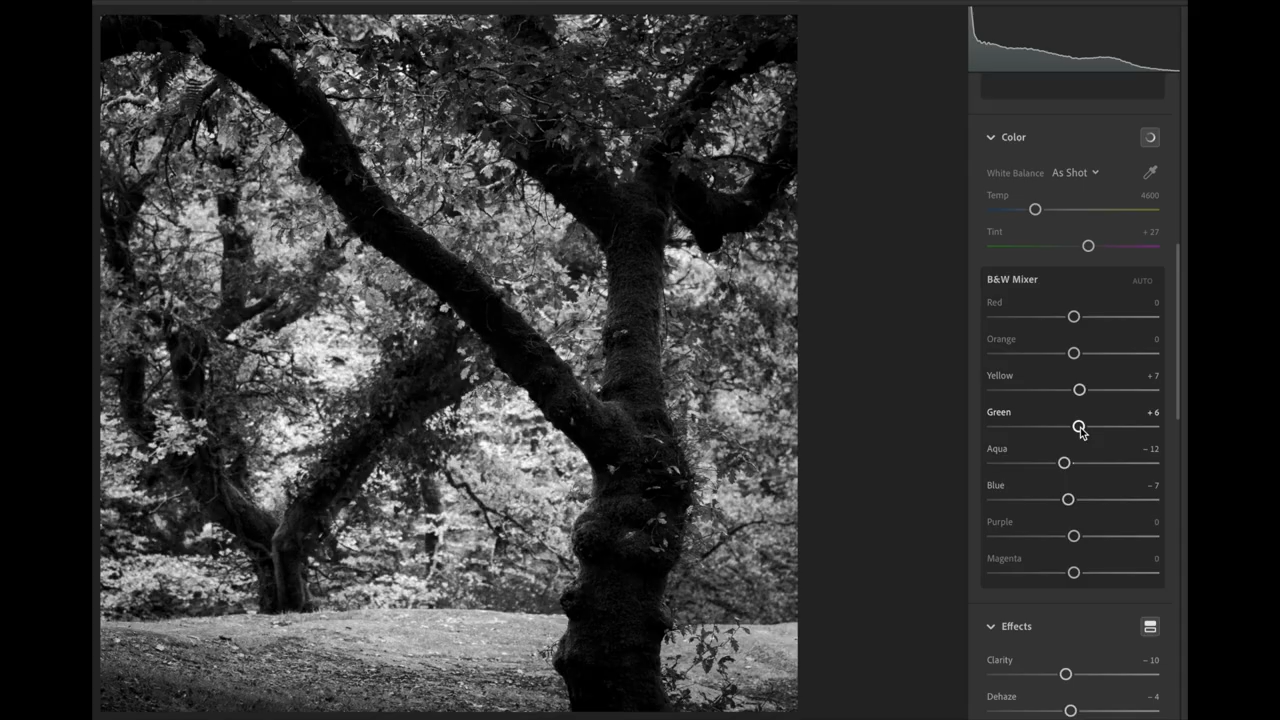 Color
White Balance As Shot
Temp 4600
Tint + 27
B&W Mixer AUTO
Red 0
Orange 0
Yellow + 7
Green + 6
Aqua – 12
Blue – 7
Purple 0
Magenta 0
Effects
Clarity – 10
Dehaze – 4